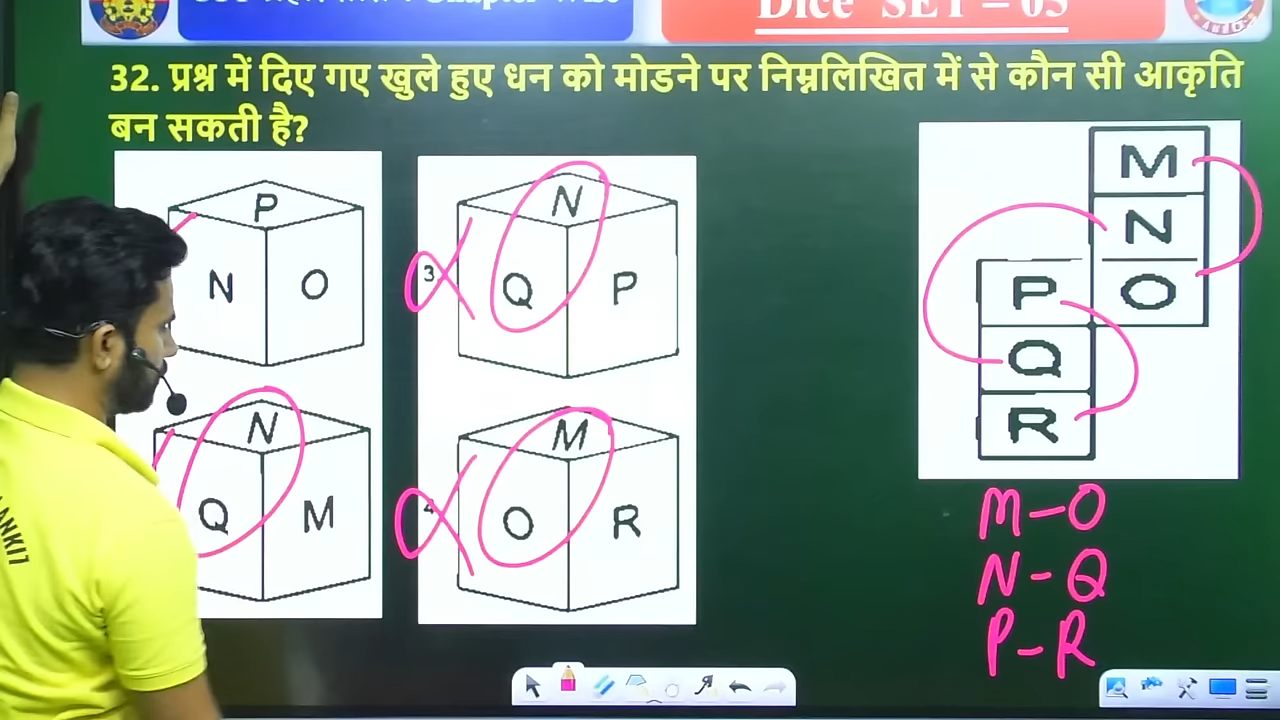 Dice SET – 05
32. प्रश्न में दिए गए खुले हुए धन को मोडने पर निम्नलिखित में से कौन सी आकृति
बन सकती है?
P
N O
3 N
Q P
N
Q M
4 M
O R
M
N
O
P
Q
R
M-O
N-Q
P-R